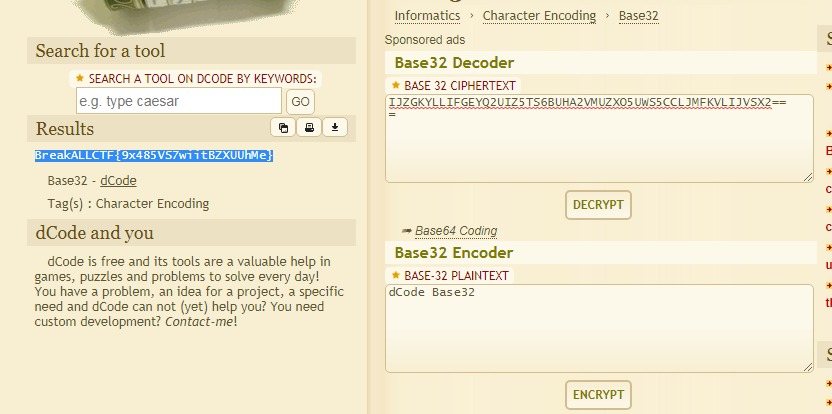 Search for a tool
SEARCH A TOOL ON DCODE BY KEYWORDS:
e.g. type caesar
GO
Results
BreakALLCTF{9x485VS7wiitBZXUUhMe}
Base32 - dCode
Tag(s) : Character Encoding
dCode and you
dCode is free and its tools are a valuable help in
games, puzzles and problems to solve every day!
You have a problem, an idea for a project, a specific
need and dCode can not (yet) help you? You need
custom development? Contact-me!
Informatics › Character Encoding › Base32
Sponsored ads
Base32 Decoder
BASE 32 CIPHERTEXT
IJZGKYLLIFGEYQ2UIZ5TS6BUHA2VMUZXO5UWS5CCLJMFKVLIJVSX2==
=
DECRYPT
Base64 Coding
Base32 Encoder
BASE-32 PLAINTEXT
dCode Base32
ENCRYPT